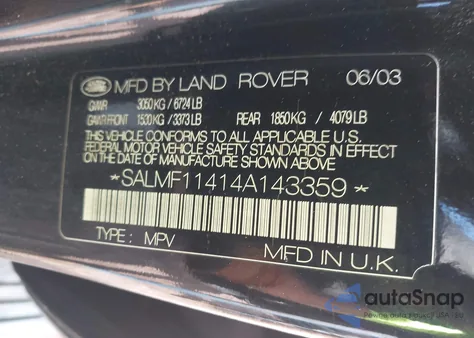 MFD BY LAND ROVER 06/03
GVWR 3050 KG / 6724 LB
GAWR FRONT 1530 KG / 3373 LB REAR 1850 KG / 4079 LB
THIS VEHICLE CONFORMS TO ALL APPLICABLE U.S.
FEDERAL MOTOR VEHICLE SAFETY STANDARDS IN EFFECT
ON THE DATE OF MANUFACTURE SHOWN ABOVE
* SALMF11414A143359 *
TYPE : MPV
MFD IN U.K.
autoSnap